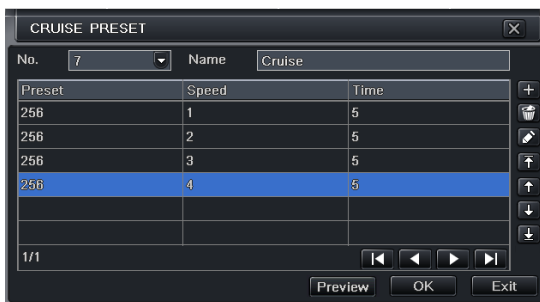 CRUISE PRESET
No. 7 Name Cruise
Preset Speed Time
256 1 5
256 2 5
256 3 5
256 4 5
1/1
Preview OK Exit